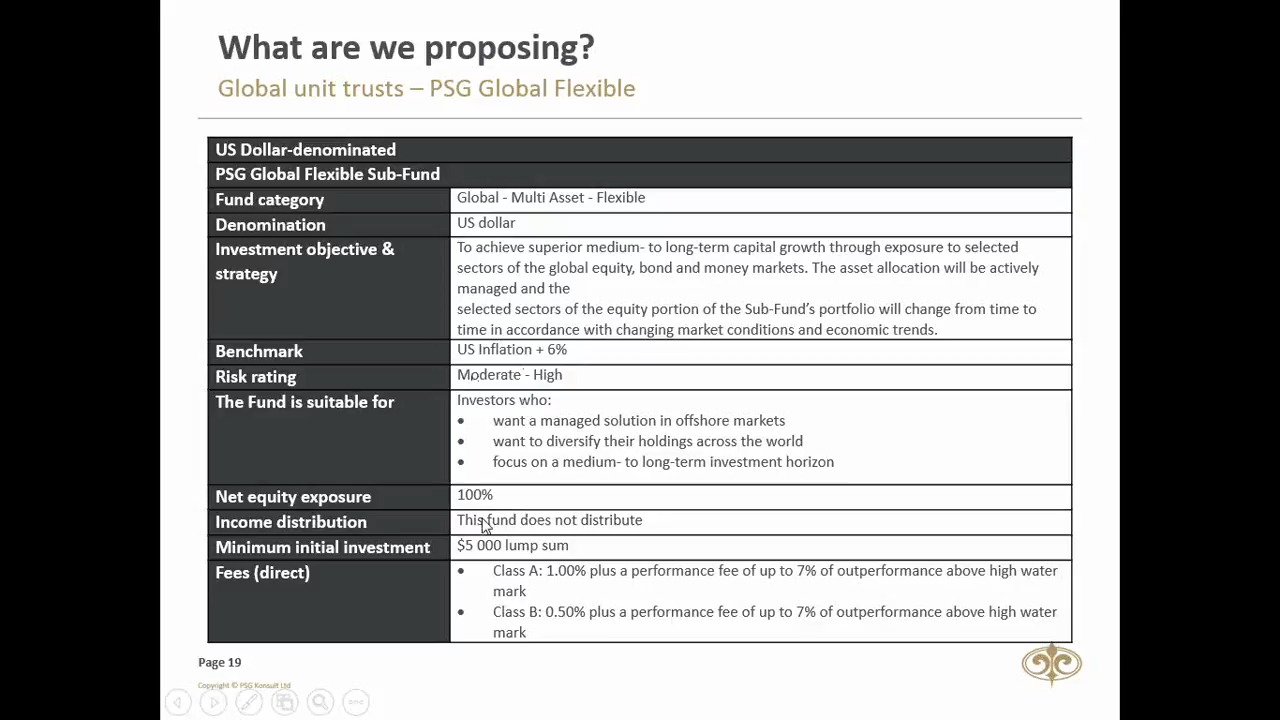 What are we proposing?
Global unit trusts – PSG Global Flexible
US Dollar-denominated
PSG Global Flexible Sub-Fund
Fund category
Global - Multi Asset - Flexible
Denomination
US dollar
Investment objective &
strategy
To achieve superior medium- to long-term capital growth through exposure to selected
sectors of the global equity, bond and money markets. The asset allocation will be actively
managed and the
selected sectors of the equity portion of the Sub-Fund's portfolio will change from time to
time in accordance with changing market conditions and economic trends.
Benchmark
US Inflation + 6%
Risk rating
Moderate - High
The Fund is suitable for
Investors who:
• want a managed solution in offshore markets
• want to diversify their holdings across the world
• focus on a medium- to long-term investment horizon
Net equity exposure
100%
Income distribution
This fund does not distribute
Minimum initial investment
$5 000 lump sum
Fees (direct)
• Class A: 1.00% plus a performance fee of up to 7% of outperformance above high water
mark
• Class B: 0.50% plus a performance fee of up to 7% of outperformance above high water
mark
Page 19
Copyright © PSG Konsult Ltd